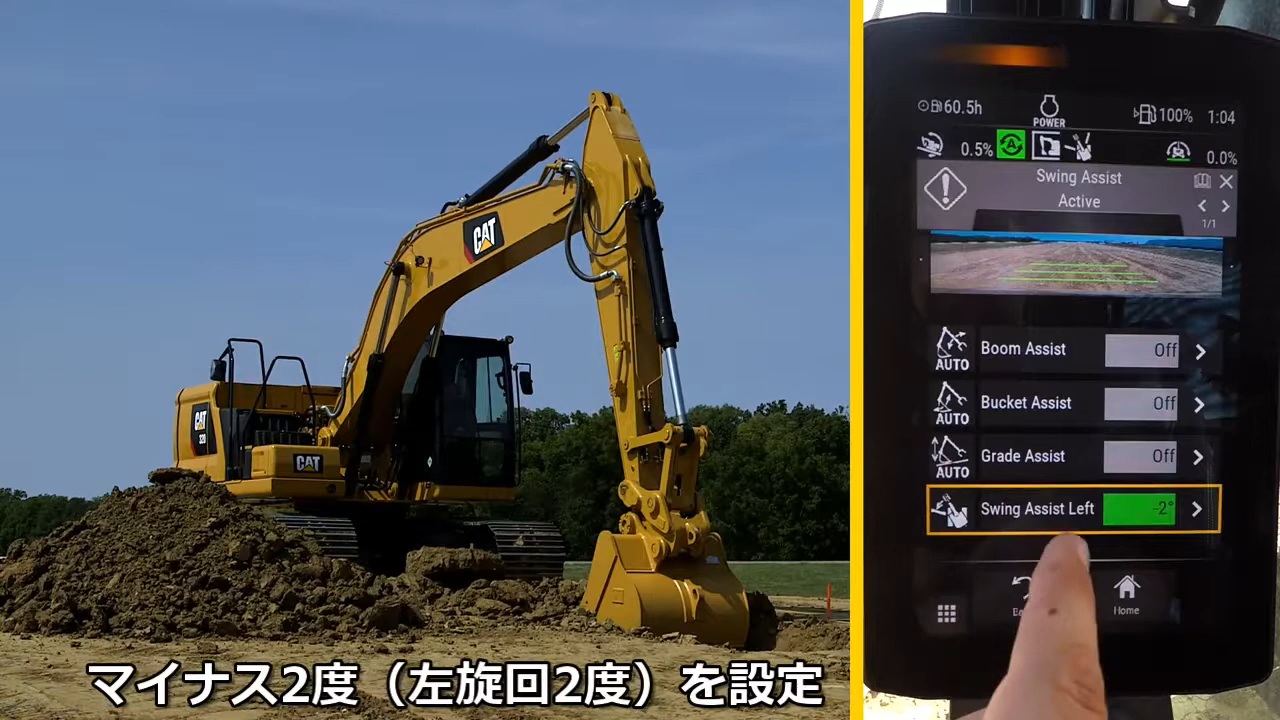 CAT
CAT
320
CAT
マイナス2度（左旋回2度）を設定
60.5h
POWER
100%
1:04
0.5%
A
0.0%
Swing Assist
Active
1/1
AUTO
Boom Assist
Off
AUTO
Bucket Assist
Off
AUTO
Grade Assist
Off
Swing Assist Left
-2°
Home